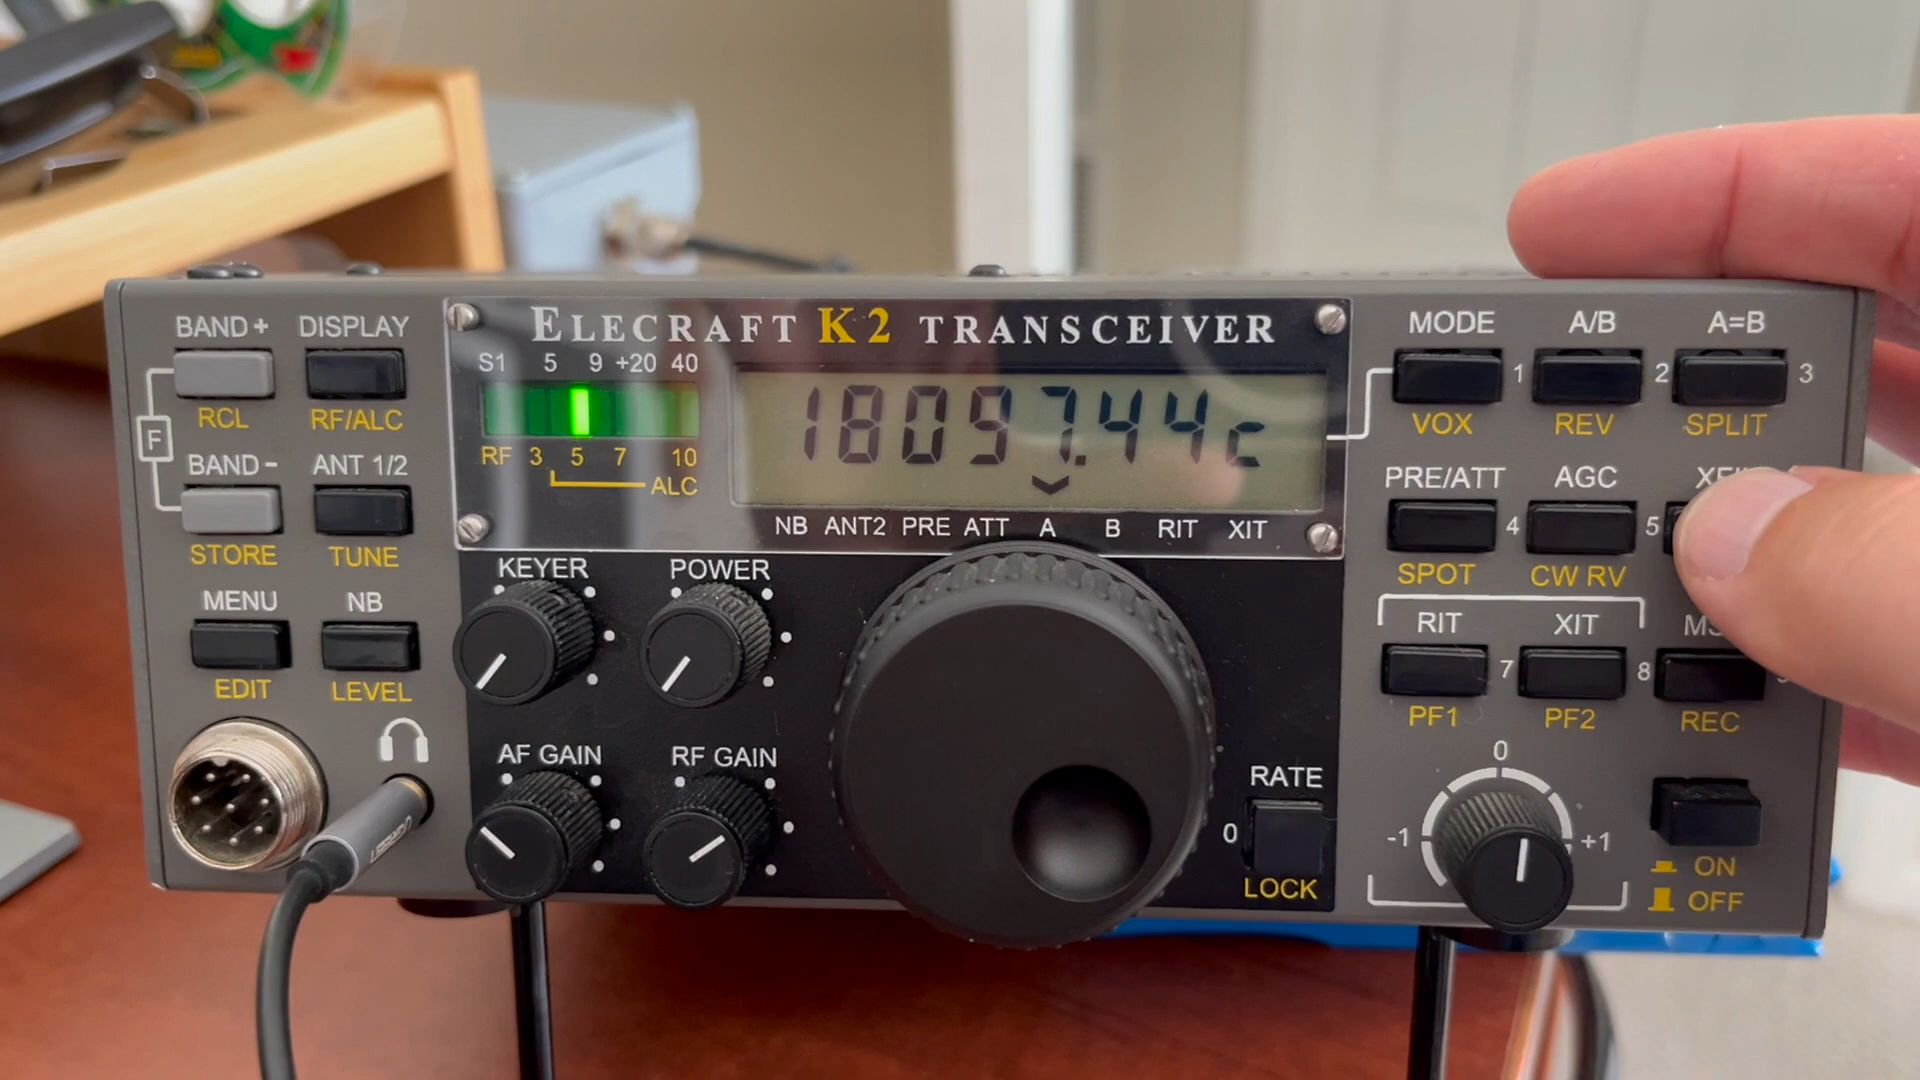 BAND + DISPLAY
RCL RF/ALC
F
BAND - ANT 1/2
STORE TUNE
MENU NB
EDIT LEVEL
ELECRAFT K2 TRANSCEIVER
S1 5 9 +20 40
RF 3 5 7 10
ALC
18097.44c
NB ANT2 PRE ATT A B RIT XIT
KEYER POWER
AF GAIN RF GAIN
UGREEN
RATE
0
LOCK
MODE A/B A=B
1 2 3
VOX REV SPLIT
PRE/ATT AGC
4 5
SPOT CW RV
RIT XIT
7 8
PF1 PF2 REC
0
-1 +1
ON
OFF